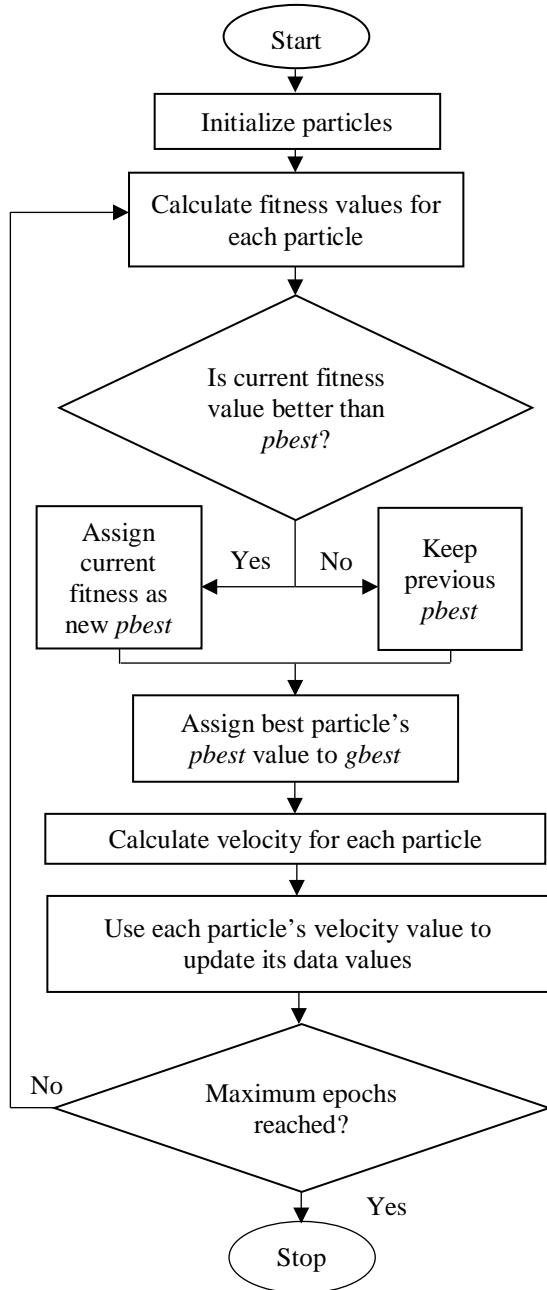 Start
Initialize particles
Calculate fitness values for
each particle
Is current fitness
value better than
pbest?
Assign
current
fitness as
new pbest
Yes
No
Keep
previous
pbest
Assign best particle’s
pbest value to gbest
Calculate velocity for each particle
Use each particle’s velocity value to
update its data values
No
Maximum epochs
reached?
Yes
Stop